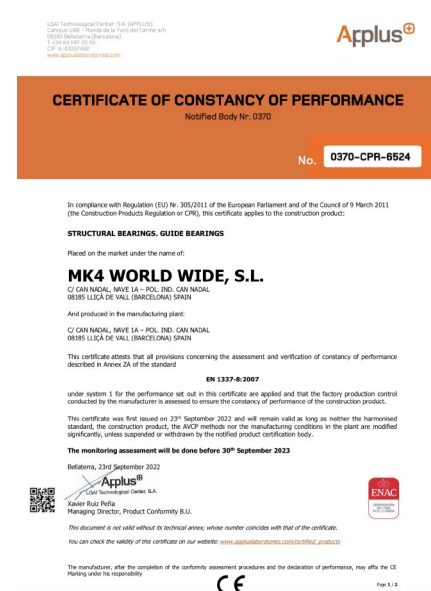 LGAI Technological Center, S.A. (APPLUS)
Campus UAB - Ronda de la Font del Carme s/n
08193 Bellaterra (Barcelona)
T +34 93 567 20 00
www.appluslaboratories.com
Applus+
CERTIFICATE OF CONSTANCY OF PERFORMANCE
Notified Body Nr. 0370
No. 0370-CPR-6524
In compliance with Regulation (EU) Nr. 305/2011 of the European Parliament and of the Council of 9 March 2011
(the Construction Products Regulation or CPR), this certificate applies to the construction product:
STRUCTURAL BEARINGS. GUIDE BEARINGS
Placed on the market under the name of:
MK4 WORLD WIDE, S.L.
C/ CAN NADAL, NAVE 1A – POL. IND. CAN NADAL
08185 LLIÇÀ DE VALL (BARCELONA) SPAIN
And produced in the manufacturing plant:
C/ CAN NADAL, NAVE 1A – POL. IND. CAN NADAL
08185 LLIÇÀ DE VALL (BARCELONA) SPAIN
This certificate attests that all provisions concerning the assessment and verification of constancy of performance
described in Annex ZA of the standard
EN 1337-8:2007
under system 1 for the performance set out in this certificate are applied and that the factory production control
conducted by the manufacturer is assessed to ensure the constancy of performance of the construction product.
This certificate was first issued on 23rd September 2022 and will remain valid as long as neither the harmonised
standard, the construction product, the AVCP methods nor the manufacturing conditions in the plant are modified
significantly, unless suspended or withdrawn by the notified product certification body.
The monitoring assessment will be done before 30th September 2023
Bellaterra, 23rd September 2022
Applus+
LGAI Technological Center, S.A.
Xavier Ruiz Peña
Managing Director, Product Conformity B.U.
ENAC
This document is not valid without its technical annex; whose number coincides with that of the certificate.
You can check the validity of this certificate on our website: www.appluslaboratories.com/certified_products
The manufacturer, after the completion of the conformity assessment procedures and the declaration of performance, may affix the CE
Marking under his responsibility
CE
Page 1 / 3